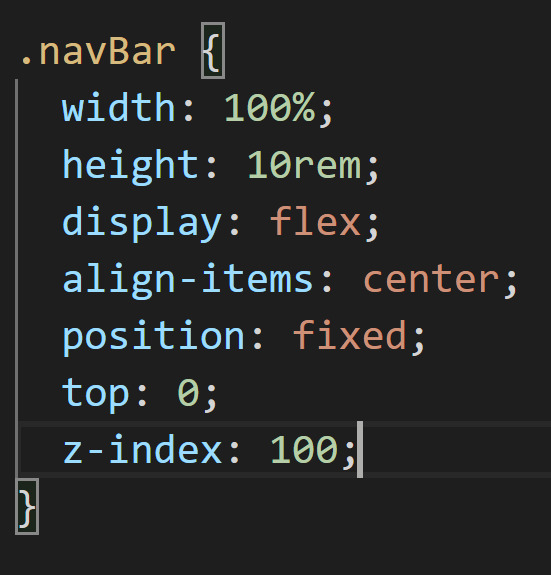 .navBar {
  width: 100%;
  height: 10rem;
  display: flex;
  align-items: center;
  position: fixed;
  top: 0;
  z-index: 100;
}